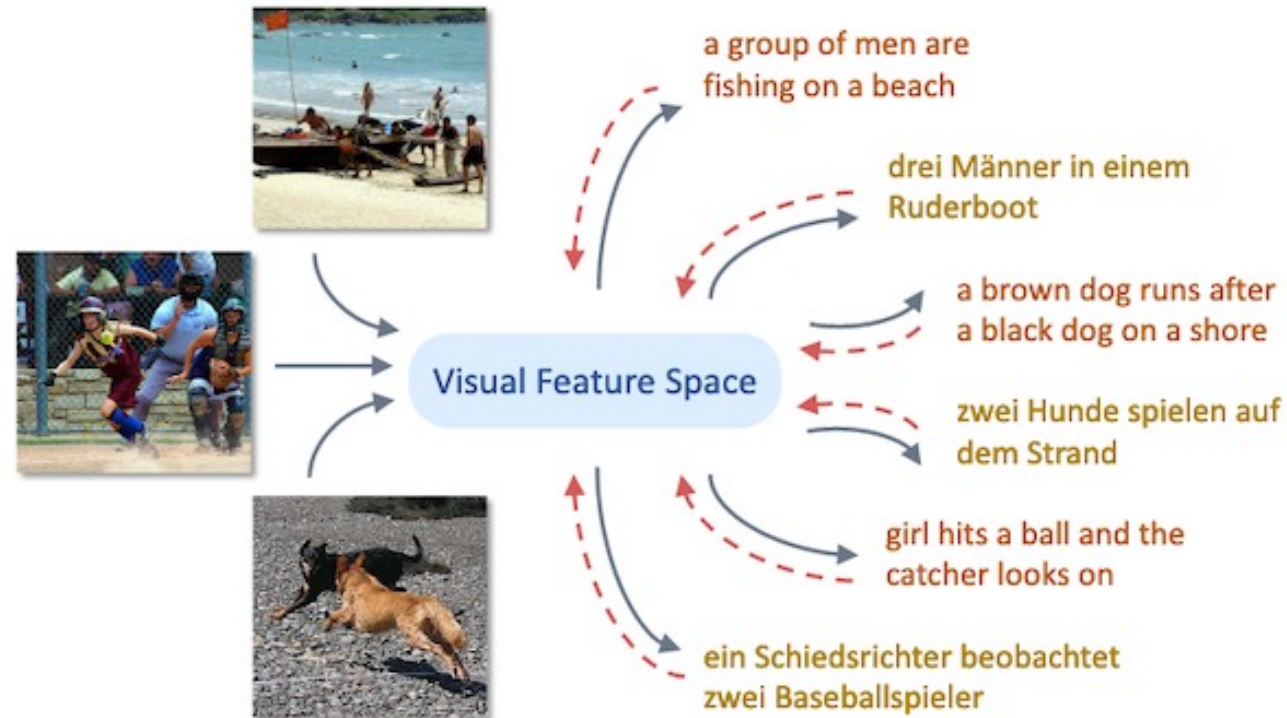 a group of men are
fishing on a beach
drei Männer in einem
Ruderboot
a brown dog runs after
a black dog on a shore
Visual Feature Space
zwei Hunde spielen auf
dem Strand
girl hits a ball and the
catcher looks on
ein Schiedsrichter beobachtet
zwei Baseballspieler